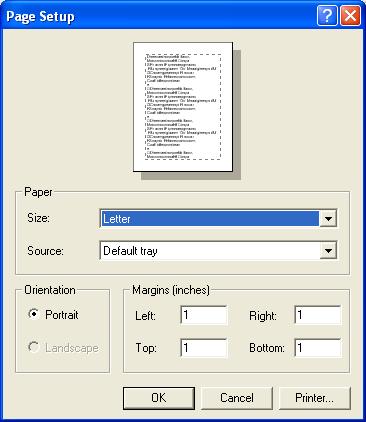 Page Setup
Paper
Size: Letter
Source: Default tray
Orientation
Portrait
Landscape
Margins (inches)
Left: 1 Right: 1
Top: 1 Bottom: 1
OK Cancel Printer...